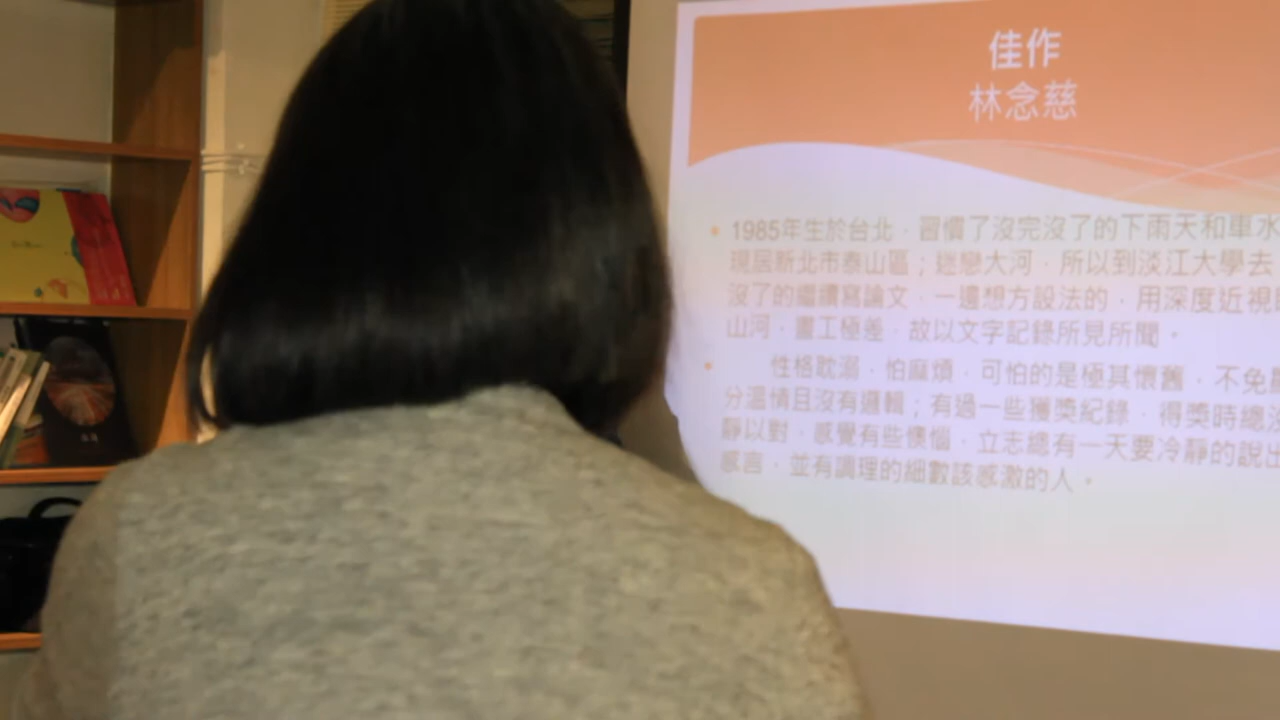 佳作
林念慈
1985年生於台北，習慣了沒完沒了的下雨天和車水
現居新北市泰山區；迷戀大河，所以到淡江大學去
沒了的繼續寫論文，一邊想方設法的，用深度近視
山河，畫工極差，故以文字記錄所見所聞。
性格耽溺，怕麻煩，可怕的是極其懷舊，不免
分溫情且沒有邏輯；有過一些獲獎紀錄，得獎時總
靜以對，感覺有些懊惱，立志總有一天要冷靜的說出
感言，並有調理的細數該感激的人。